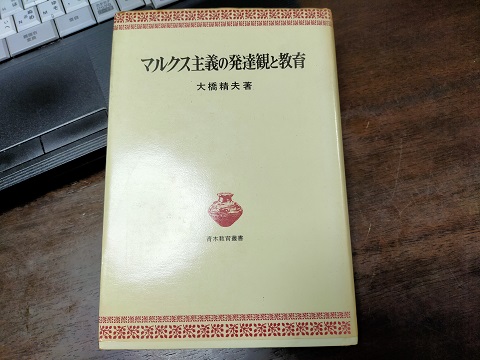 マルクス主義の発達観と教育
大橋精夫著
青木教育叢書